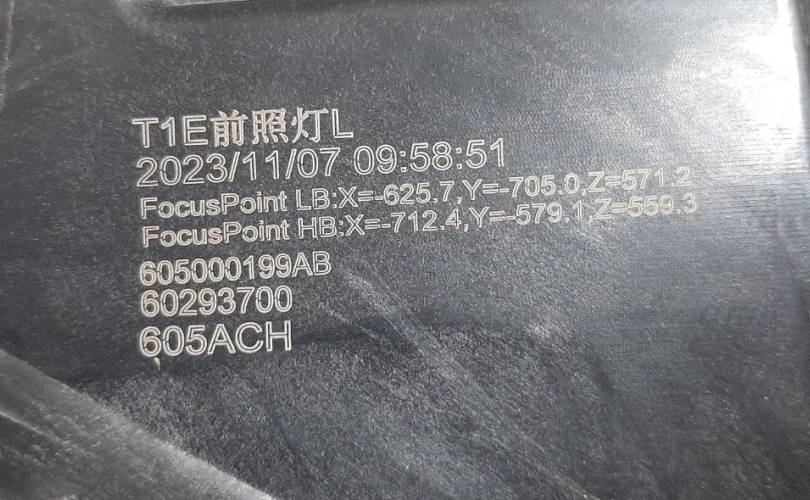 T1E前照灯L
2023/11/07 09:58:51
FocusPoint LB:X=-625.7,Y=-705.0,Z=571.2
FocusPoint HB:X=-712.4,Y=-579.1,Z=559.3
605000199AB
60293700
605ACH